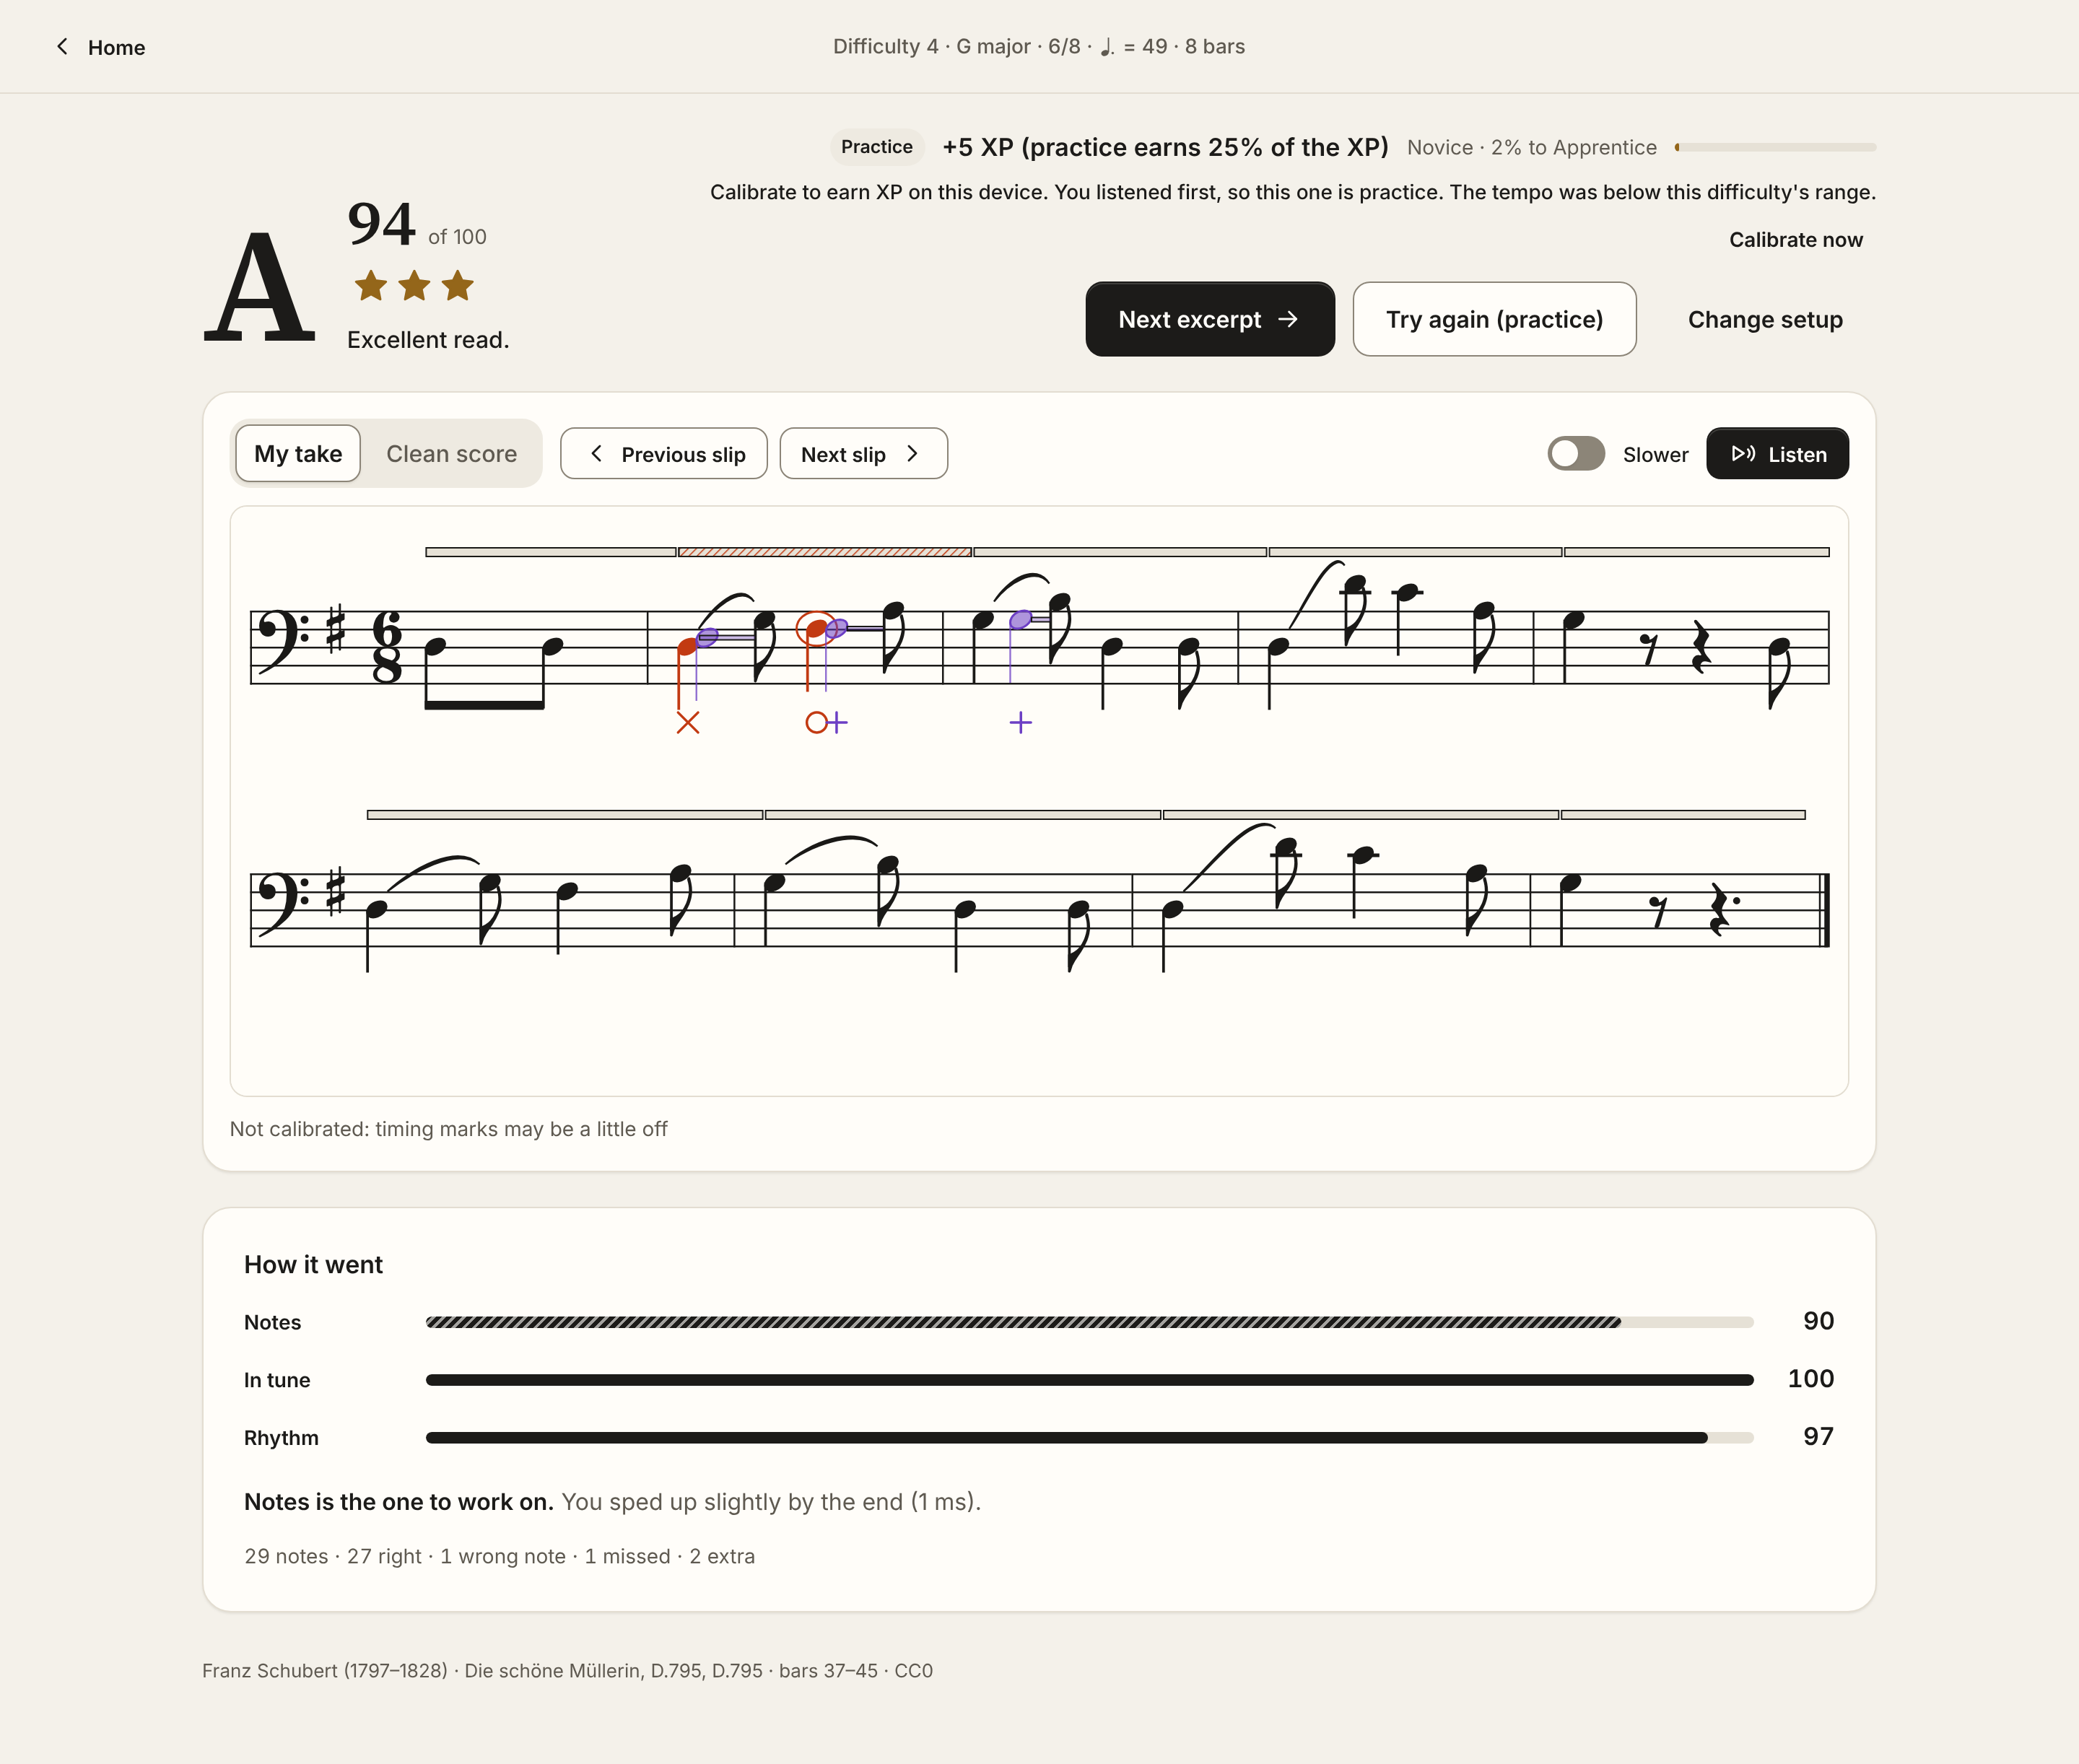 Home
Difficulty 4 · G major · 6/8 · ♩. = 49 · 8 bars
Practice +5 XP (practice earns 25% of the XP) Novice · 2% to Apprentice
Calibrate to earn XP on this device. You listened first, so this one is practice. The tempo was below this difficulty's range.
Calibrate now
A
94 of 100
Excellent read.
Next excerpt → Try again (practice) Change setup
My take Clean score Previous slip Next slip Slower Listen
6
8
Not calibrated: timing marks may be a little off
How it went
Notes 90
In tune 100
Rhythm 97
Notes is the one to work on. You sped up slightly by the end (1 ms).
29 notes · 27 right · 1 wrong note · 1 missed · 2 extra
Franz Schubert (1797–1828) · Die schöne Müllerin, D.795, D.795 · bars 37–45 · CC0